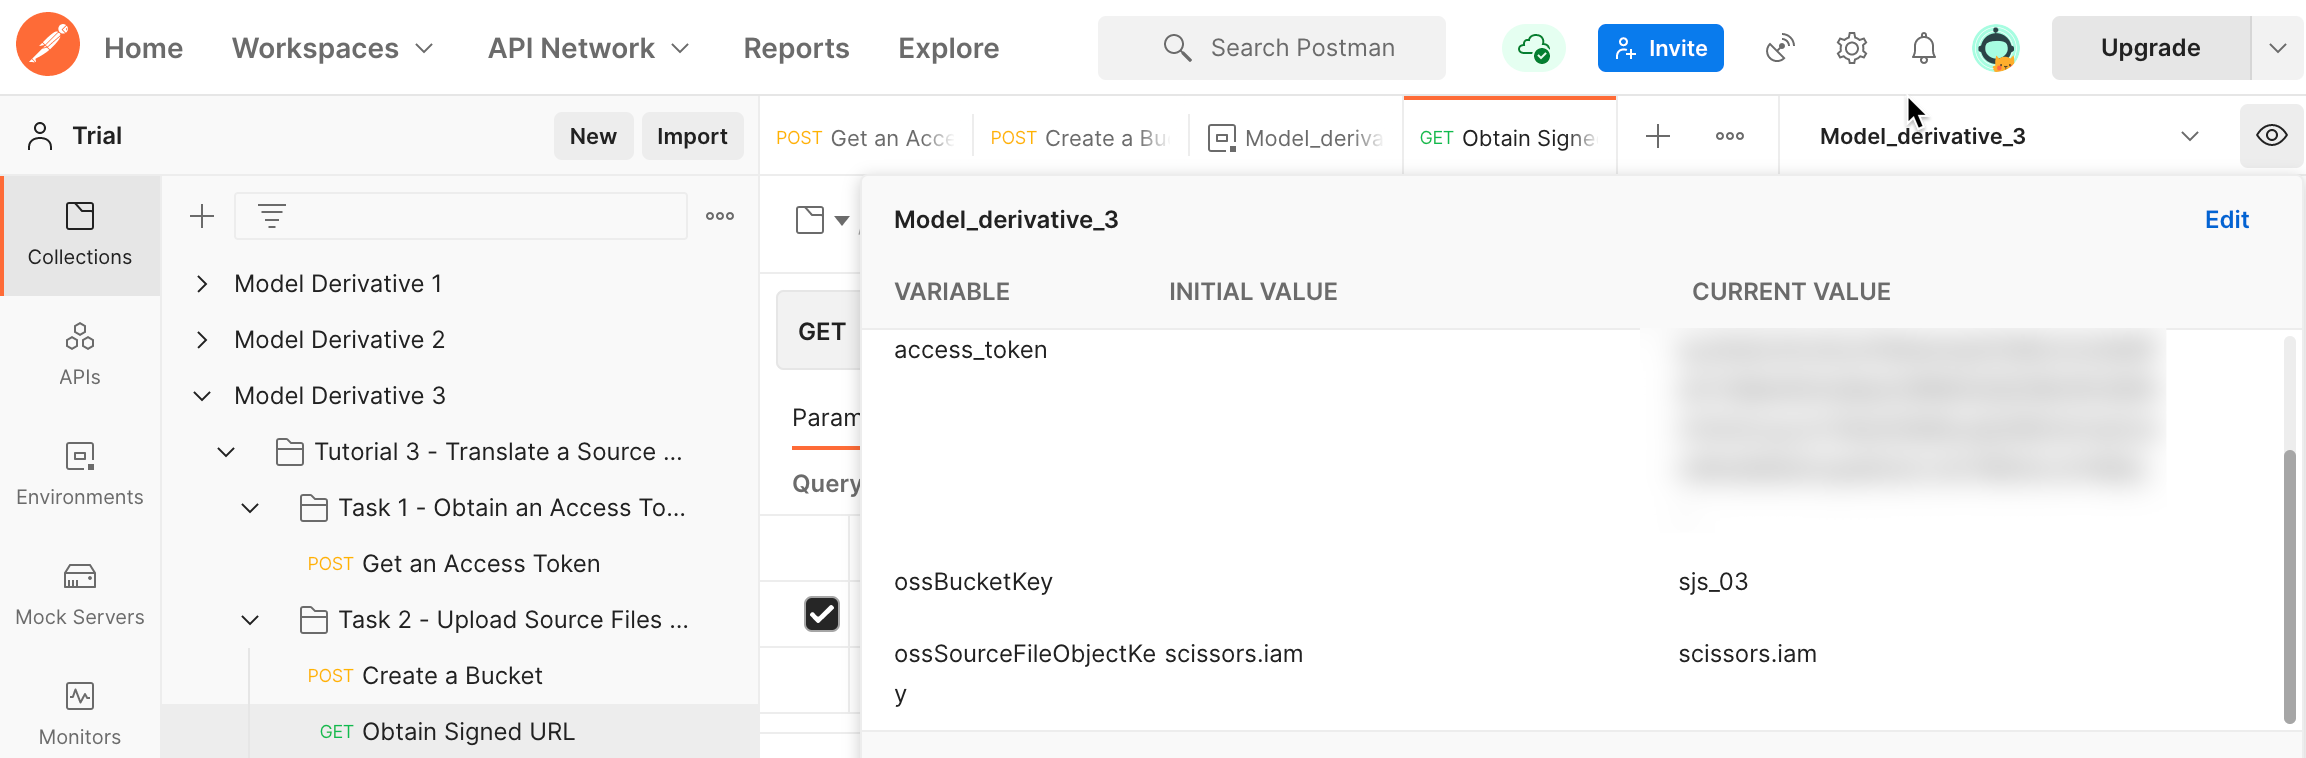 Home Workspaces API Network Reports Explore Search Postman Invite Upgrade
Trial New Import
POST Get an Acce POST Create a Bu Model_deriva GET Obtain Signe Model_derivative_3
Collections
APIs
Environments
Mock Servers
Monitors
Model Derivative 1
Model Derivative 2
Model Derivative 3
Tutorial 3 - Translate a Source ...
Task 1 - Obtain an Access To...
POST Get an Access Token
Task 2 - Upload Source Files ...
POST Create a Bucket
GET Obtain Signed URL
GET
Param
Query
Model_derivative_3 Edit
VARIABLE INITIAL VALUE CURRENT VALUE
access_token
ossBucketKey sjs_03
ossSourceFileObjectKe scissors.iam scissors.iam
y